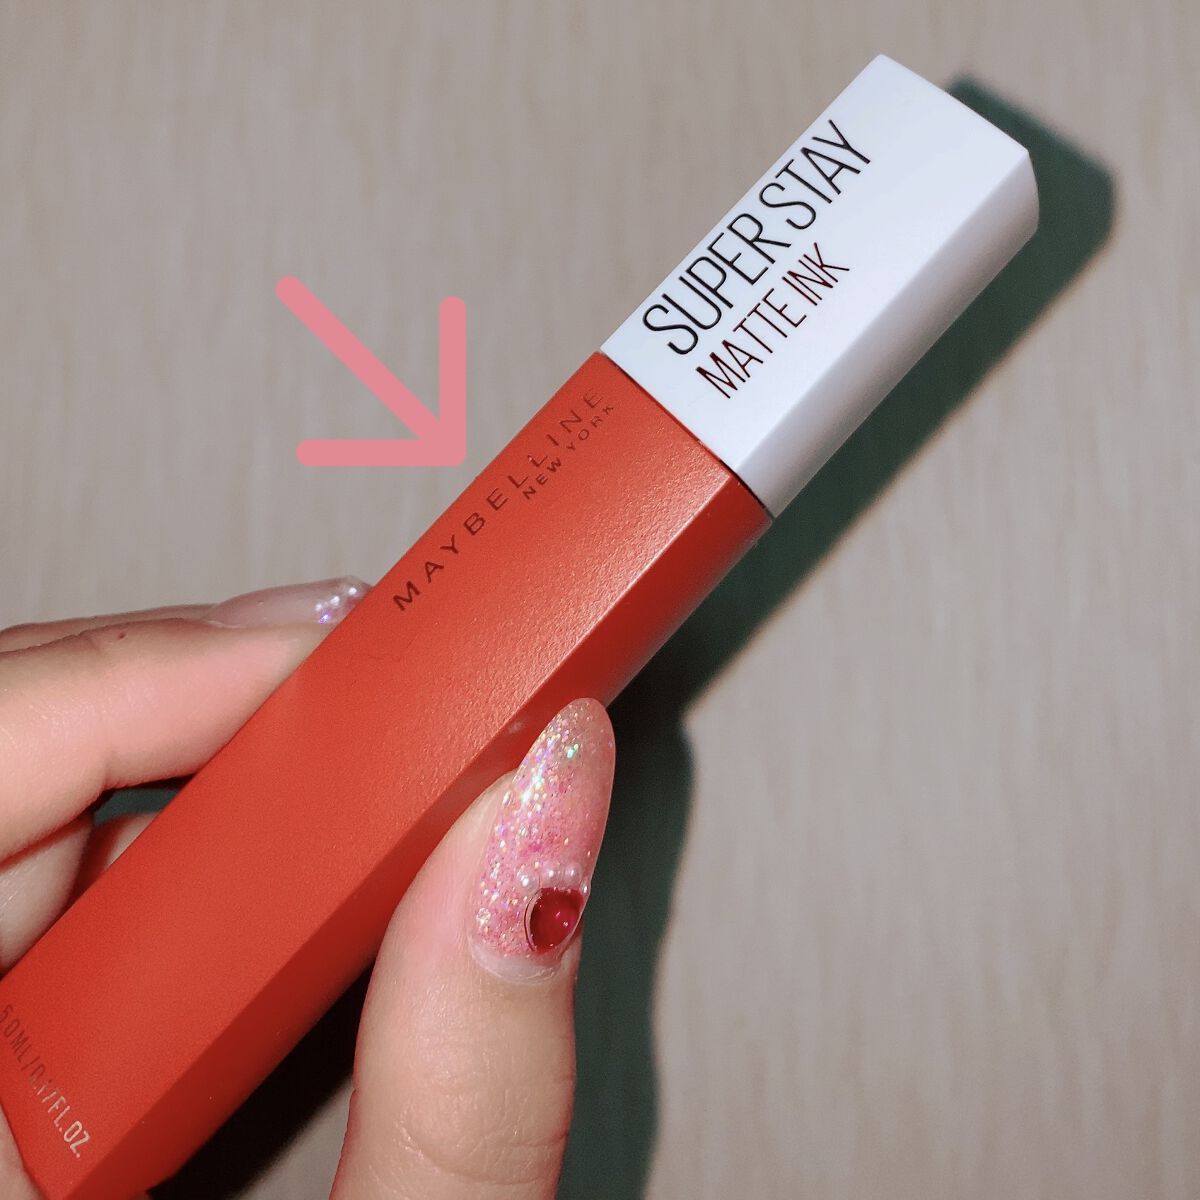 SUPER STAY
MATTE INK
MAYBELLINE
NEW YORK
5.0ML/0.17FL.OZ.